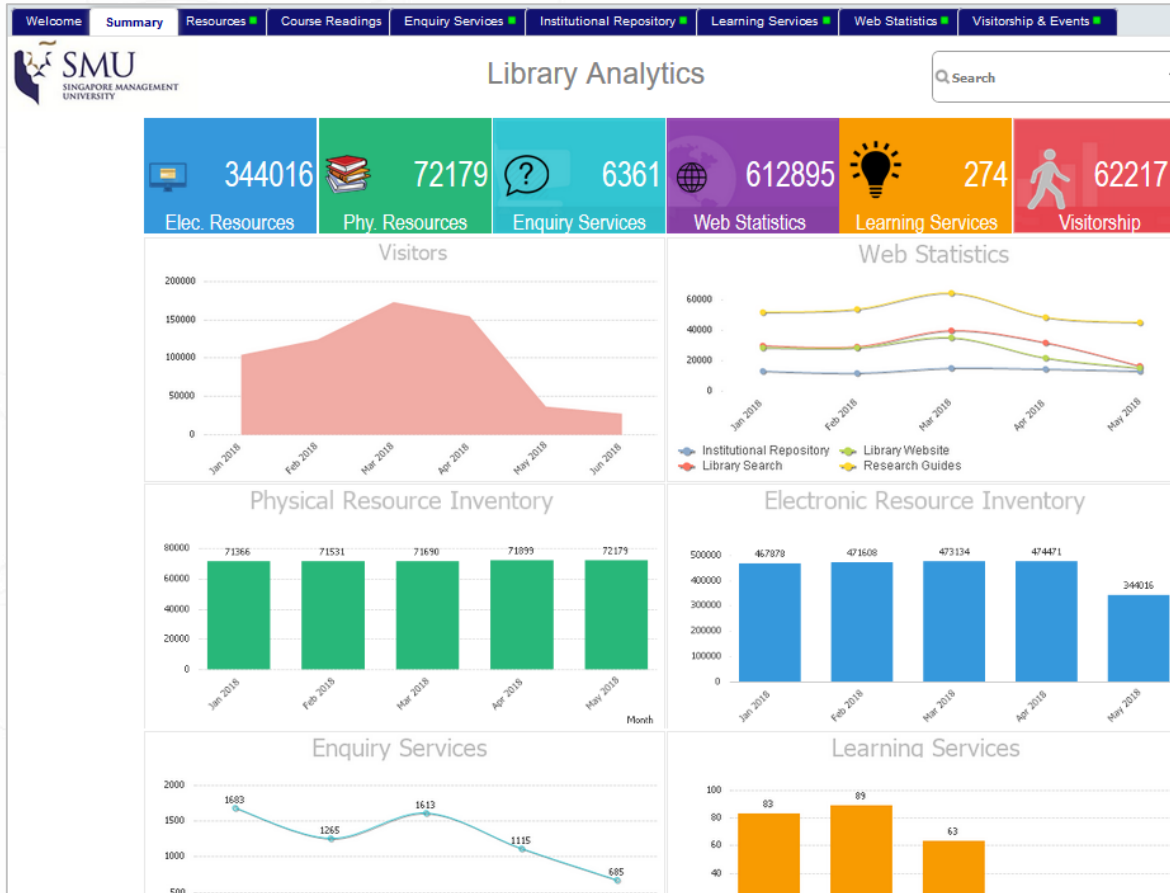 Welcome Summary Resources Course Readings Enquiry Services Institutional Repository Learning Services Web Statistics Visitorship & Events
SMU
SINGAPORE MANAGEMENT
UNIVERSITY
Library Analytics
Search
344016 72179 6361 612895 274 62217
Elec. Resources Phy. Resources Enquiry Services Web Statistics Learning Services Visitorship
Visitors
200000
150000
100000
50000
0
Jan 2018 Feb 2018 Mar 2018 Apr 2018 May 2018 Jun 2018
Web Statistics
60000
40000
20000
0
Jan 2018 Feb 2018 Mar 2018 Apr 2018 May 2018
Institutional Repository Library Website
Library Search Research Guides
Physical Resource Inventory
80000
71366 71531 71690 71899 72179
60000
40000
20000
0
Jan 2018 Feb 2018 Mar 2018 Apr 2018 May 2018
Month
Electronic Resource Inventory
500000
467878 471608 473134 474471 344016
400000
300000
200000
100000
0
Jan 2018 Feb 2018 Mar 2018 Apr 2018 May 2018
Enquiry Services
2000
1683 1265 1613 1115 685
1500
1000
500
Learning Services
100
83 89 63
80
60
40